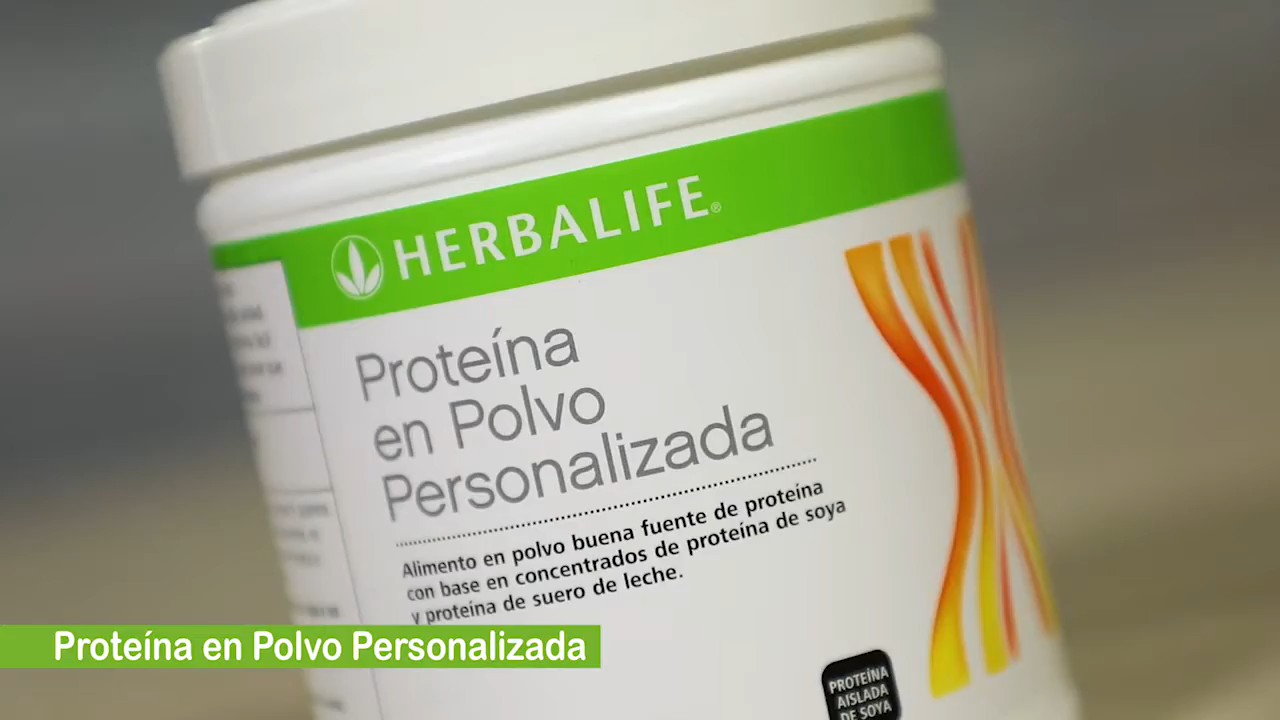 HERBALIFE®
Proteína
en Polvo
Personalizada
Alimento en polvo buena fuente de proteína
con base en concentrados de proteína de soya
y proteína de suero de leche.
PROTEÍNA
AISLADA
DE SOYA
Proteína en Polvo Personalizada